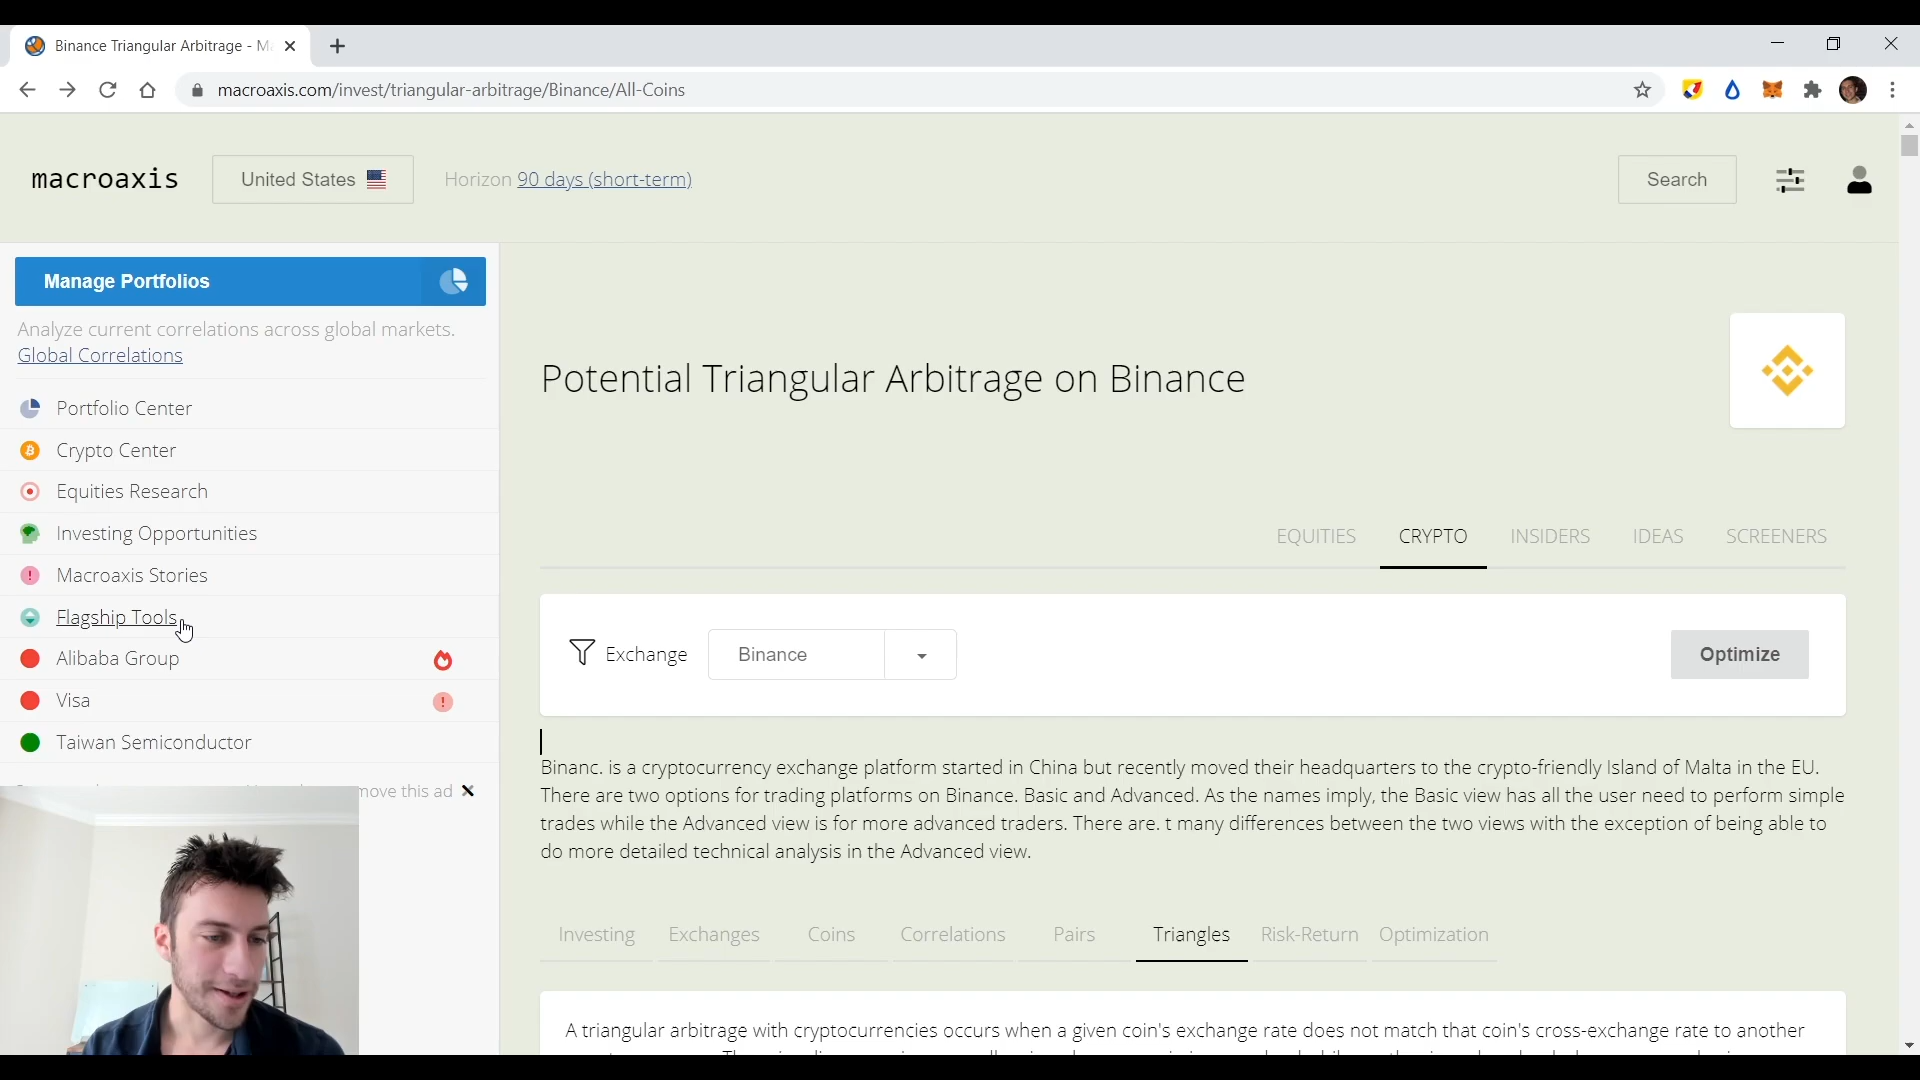 Binance Triangular Arbitrage - Ma
macroaxis.com/invest/triangular-arbitrage/Binance/All-Coins
macroaxis
United States
Horizon 90 days (short-term)
Search
Manage Portfolios
Analyze current correlations across global markets.
Global Correlations
Portfolio Center
Crypto Center
Equities Research
Investing Opportunities
Macroaxis Stories
Flagship Tools
Alibaba Group
Visa
Taiwan Semiconductor
move this ad
Potential Triangular Arbitrage on Binance
EQUITIES CRYPTO INSIDERS IDEAS SCREENERS
Exchange Binance Optimize
Binanc. is a cryptocurrency exchange platform started in China but recently moved their headquarters to the crypto-friendly Island of Malta in the EU.
There are two options for trading platforms on Binance. Basic and Advanced. As the names imply, the Basic view has all the user need to perform simple
trades while the Advanced view is for more advanced traders. There are. t many differences between the two views with the exception of being able to
do more detailed technical analysis in the Advanced view.
Investing Exchanges Coins Correlations Pairs Triangles Risk-Return Optimization
A triangular arbitrage with cryptocurrencies occurs when a given coin's exchange rate does not match that coin's cross-exchange rate to another